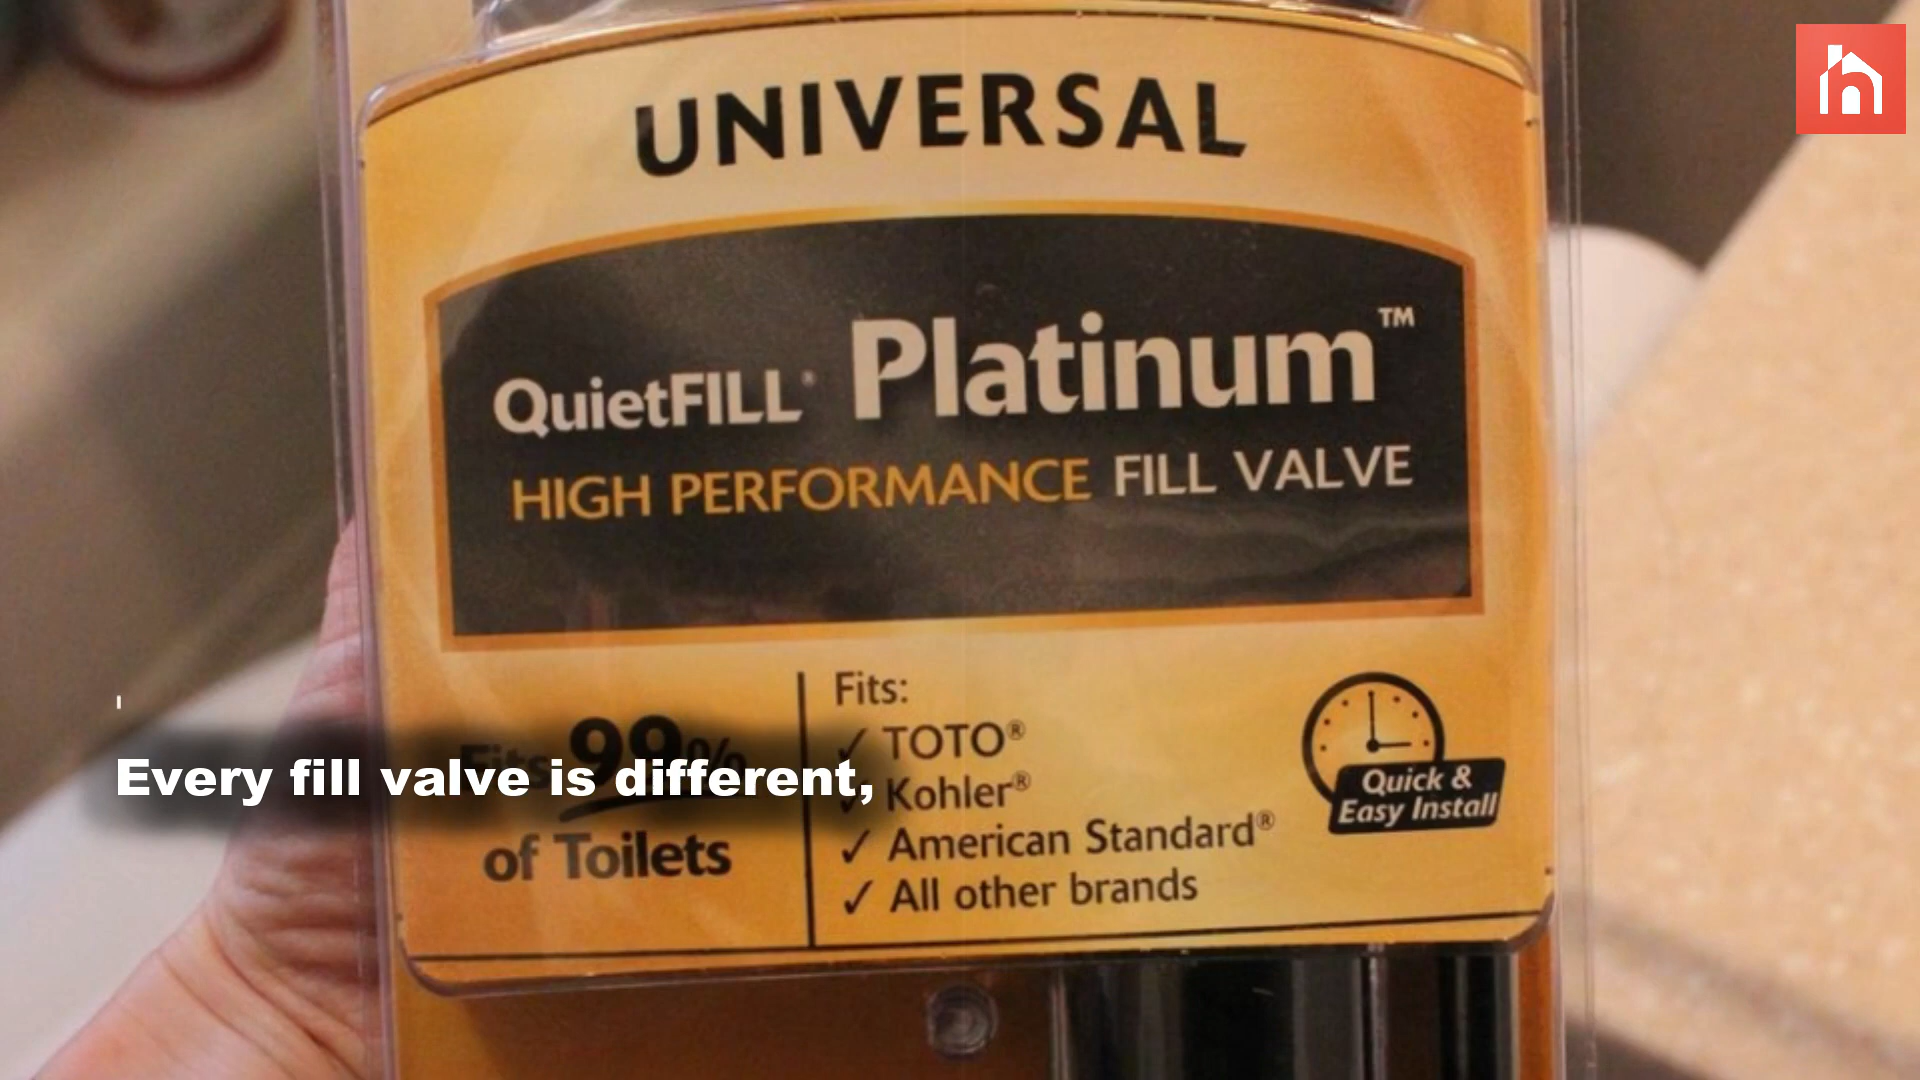 UNIVERSAL
QuietFILL® Platinum™
HIGH PERFORMANCE FILL VALVE
Fits 99%
of Toilets
Fits:
✓ TOTO®
✓ Kohler®
✓ American Standard®
✓ All other brands
Quick &
Easy Install
Every fill valve is different,